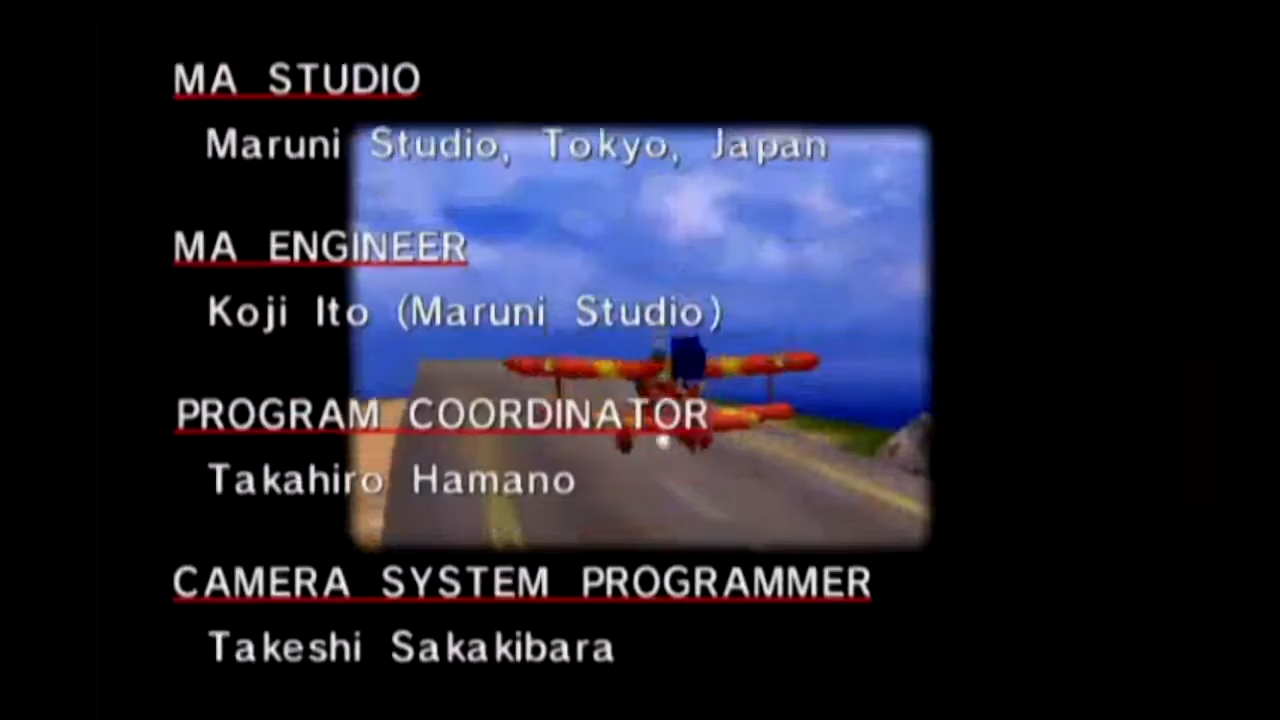 MA STUDIO
Maruni Studio, Tokyo, Japan
MA ENGINEER
Koji Ito (Maruni Studio)
PROGRAM COORDINATOR
Takahiro Hamano
CAMERA SYSTEM PROGRAMMER
Takeshi Sakakibara